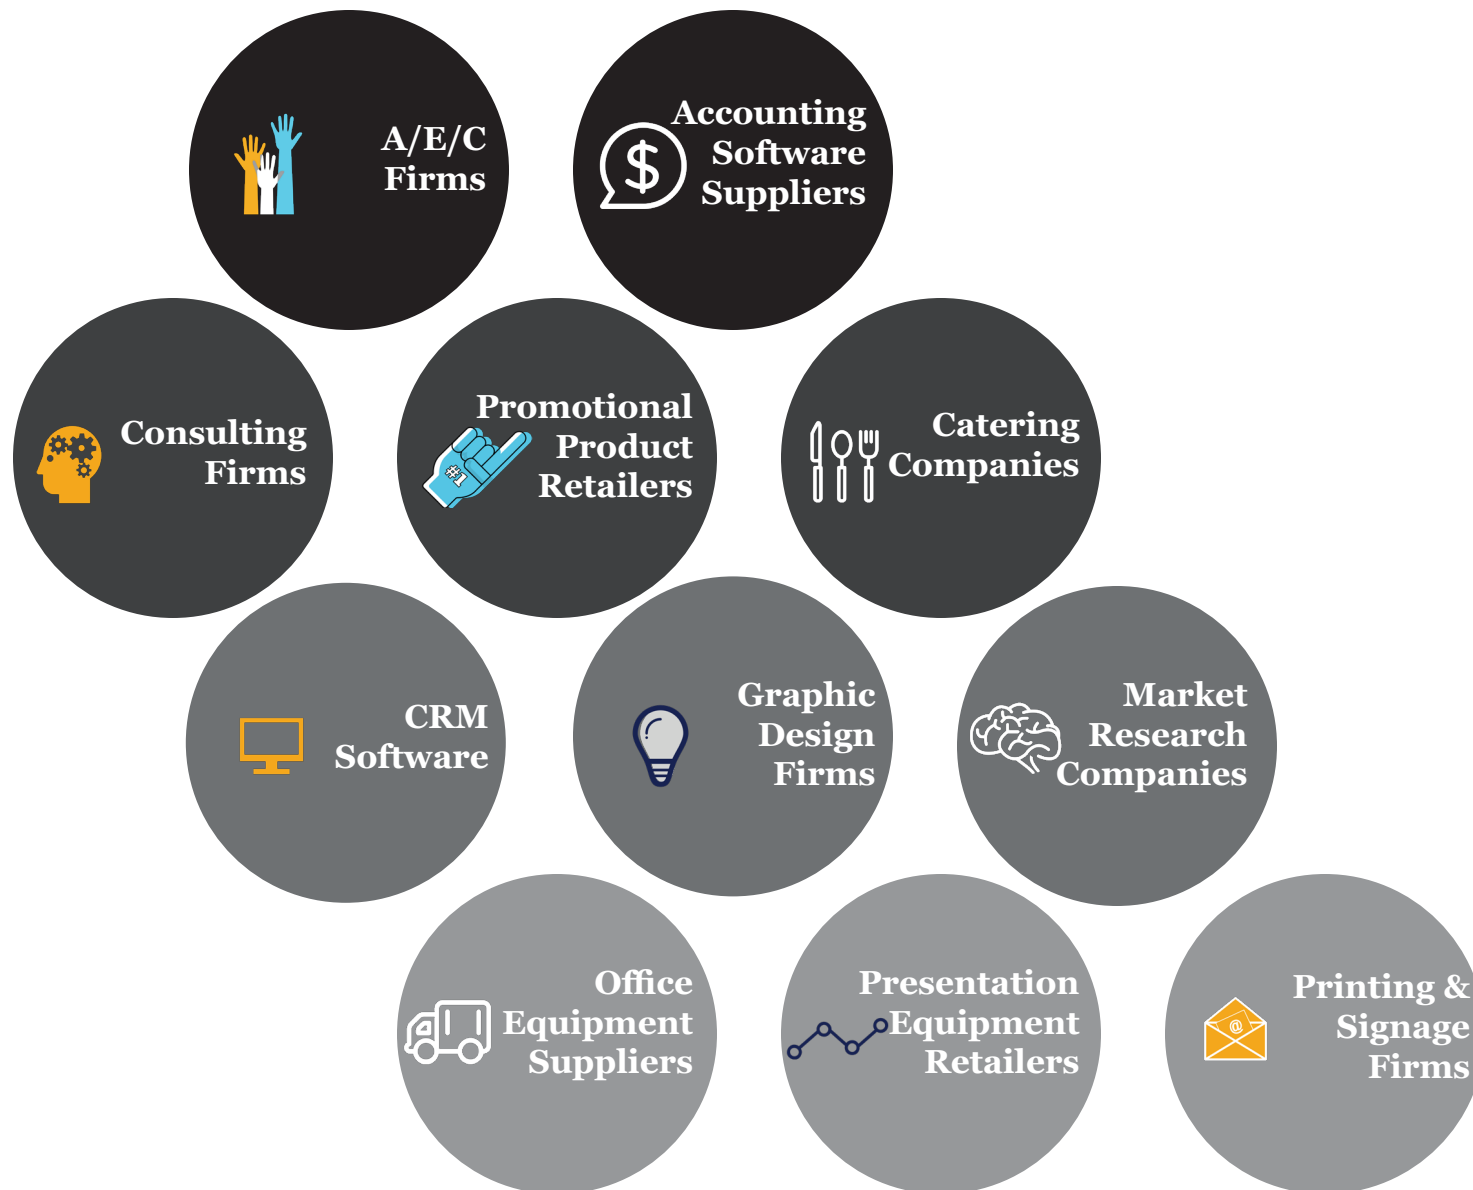 A/E/C
Firms
Accounting
Software
Suppliers
$
Consulting
Firms
Promotional
Product
Retailers
#1
Catering
Companies
CRM
Software
Graphic
Design
Firms
Market
Research
Companies
Office
Equipment
Suppliers
Presentation
Equipment
Retailers
Printing &
Signage
Firms
@